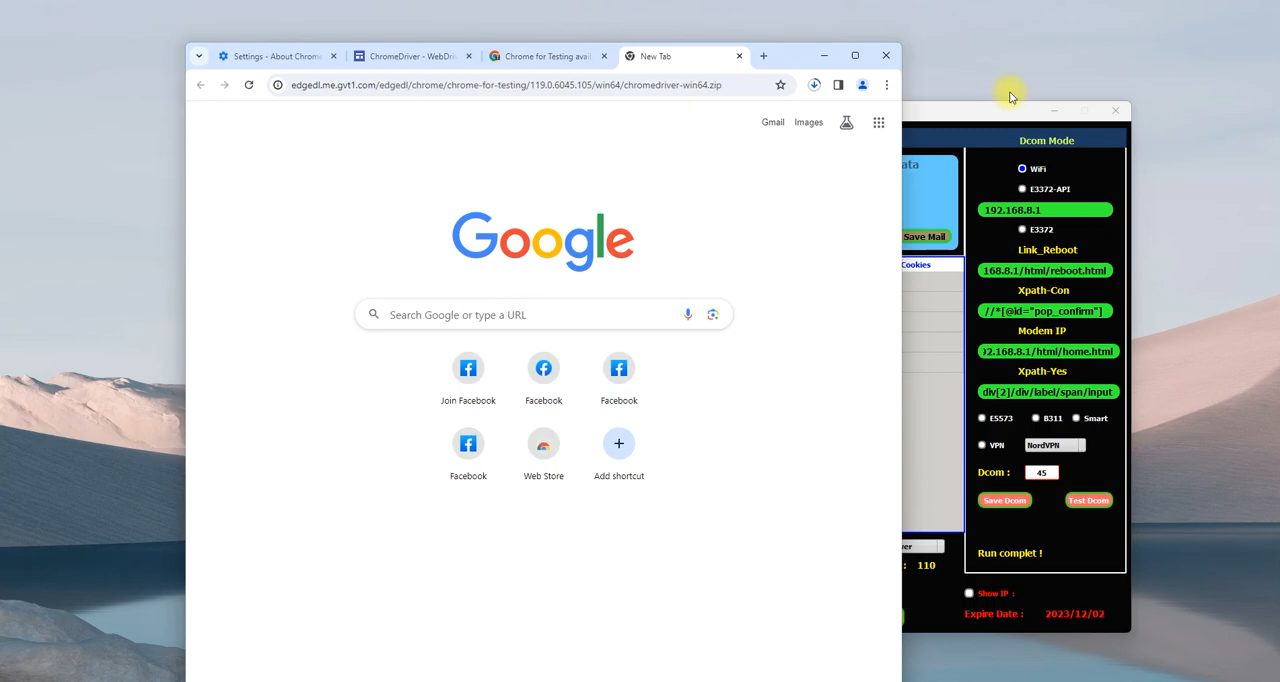 Settings - About Chrome
ChromeDriver - WebDri
Chrome for Testing avai
New Tab
edgedl.me.gvt1.com/edgedl/chrome/chrome-for-testing/119.0.6045.105/win64/chromedriver-win64.zip
Gmail
Images
Google
Search Google or type a URL
Join Facebook
Facebook
Facebook
Facebook
Web Store
Add shortcut
ata
Save Mail
Cookies
ver
: 110
Dcom Mode
WiFi
E3372-API
192.168.8.1
E3372
Link_Reboot
168.8.1/html/reboot.html
Xpath-Con
//*[@id="pop_confirm"]
Modem IP
92.168.8.1/html/home.html
Xpath-Yes
div[2]/div/label/span/input
E5573 B311 Smart
VPN NordVPN
Dcom : 45
Save Dcom Test Dcom
Run complet !
Show IP :
Expire Date : 2023/12/02